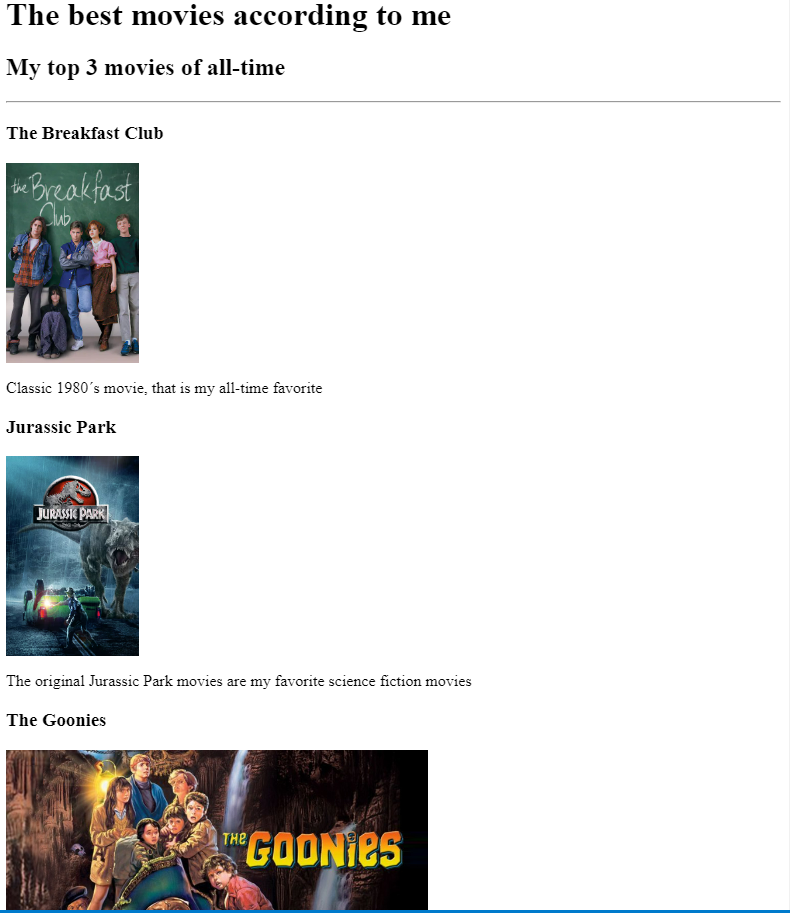 The best movies according to me
My top 3 movies of all-time
The Breakfast Club
the Breakfast
Club
Classic 1980´s movie, that is my all-time favorite
Jurassic Park
JURASSIC PARK
The original Jurassic Park movies are my favorite science fiction movies
The Goonies
THE GOONiES